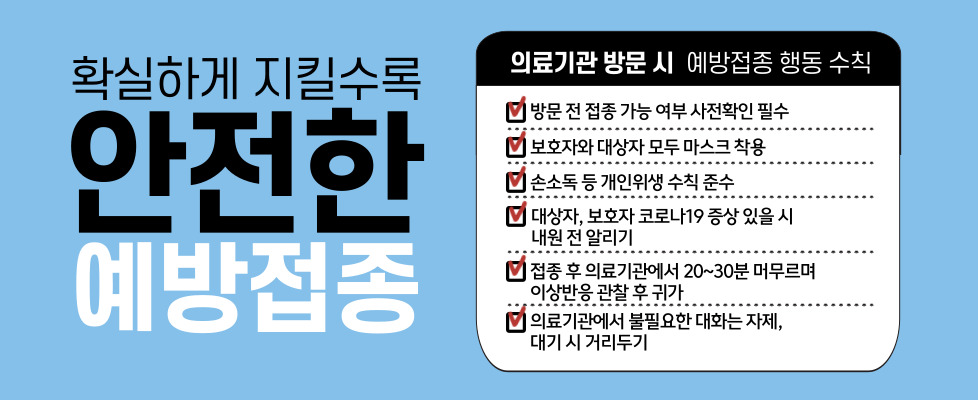 확실하게 지킬수록
안전한
예방접종
의료기관 방문 시 예방접종 행동 수칙
방문 전 접종 가능 여부 사전확인 필수
보호자와 대상자 모두 마스크 착용
손소독 등 개인위생 수칙 준수
대상자, 보호자 코로나19 증상 있을 시
내원 전 알리기
접종 후 의료기관에서 20~30분 머무르며
이상반응 관찰 후 귀가
의료기관에서 불필요한 대화는 자제,
대기 시 거리두기